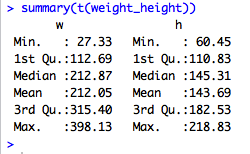 > summary(t(weight_height))
       w                h
 Min.   : 27.33   Min.   : 60.45
 1st Qu.:112.69   1st Qu.:110.83
 Median :212.87   Median :145.31
 Mean   :212.05   Mean   :143.69
 3rd Qu.:315.40   3rd Qu.:182.53
 Max.   :398.13   Max.   :218.83
>